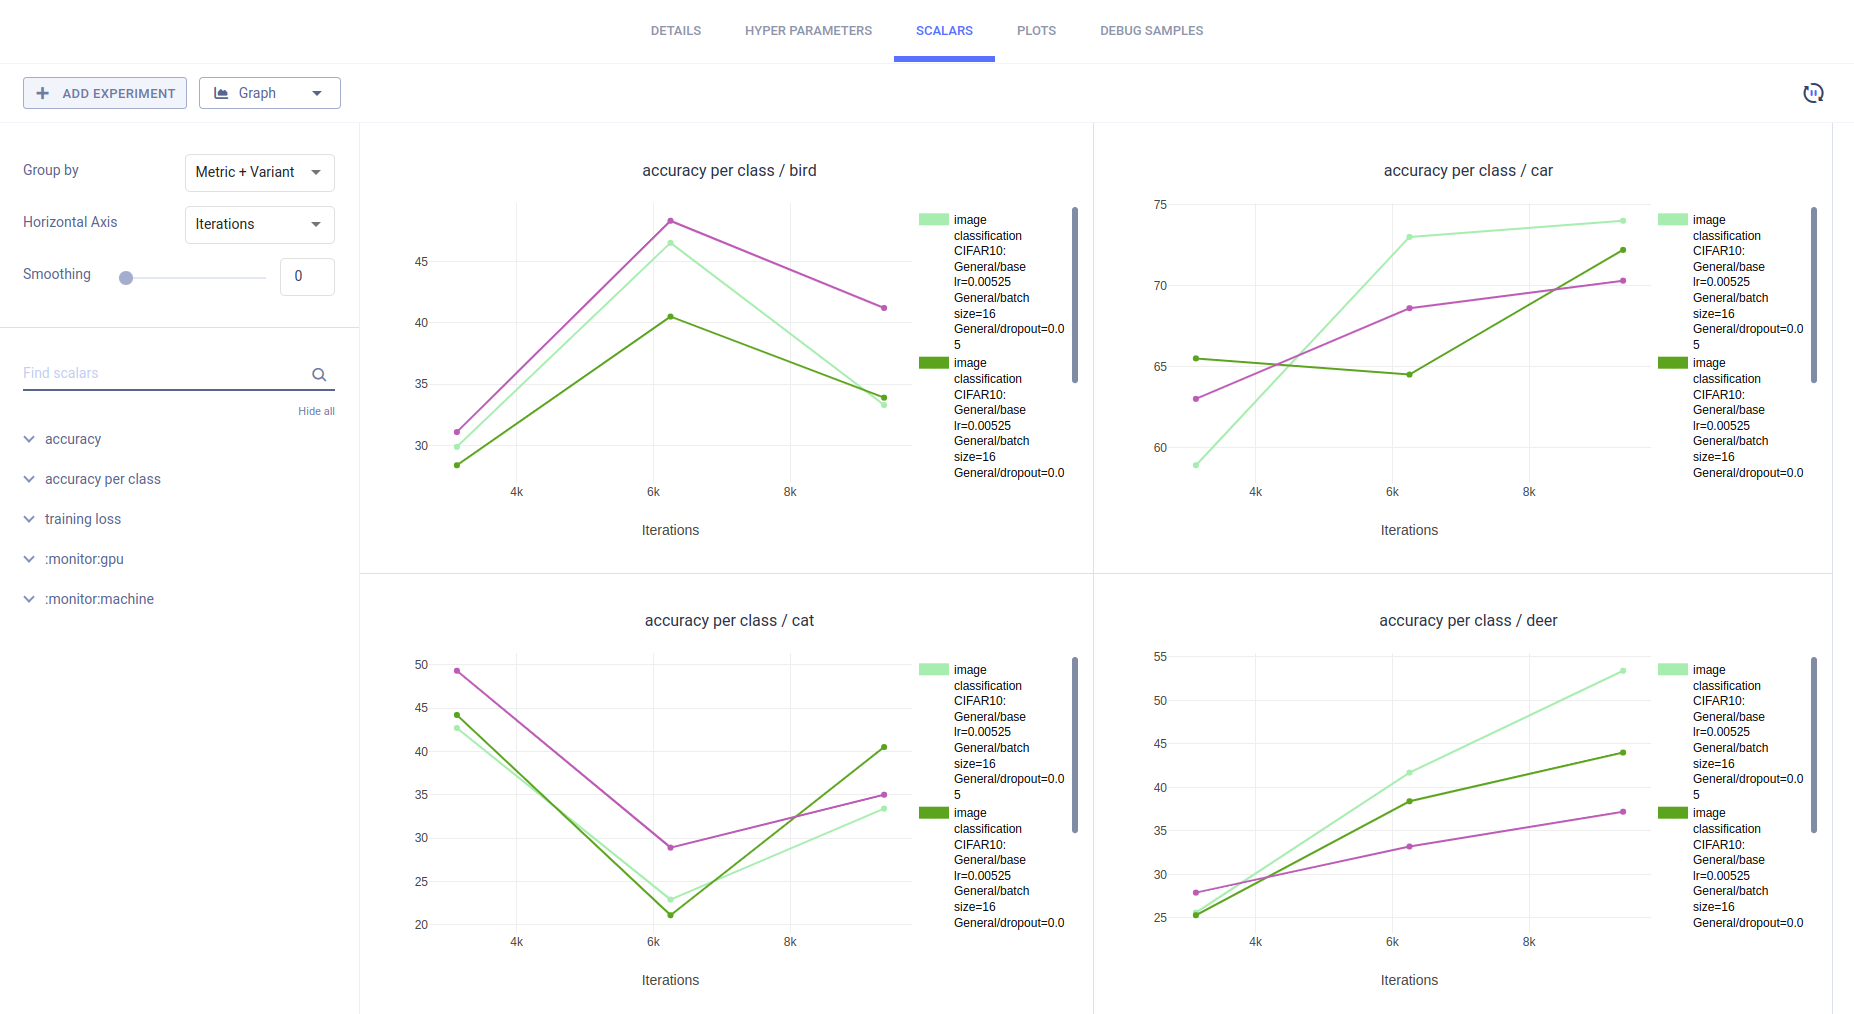 DETAILS
HYPER PARAMETERS
SCALARS
PLOTS
DEBUG SAMPLES
ADD EXPERIMENT
Graph
Group by
Metric + Variant
Horizontal Axis
Iterations
Smoothing
0
Find scalars
Hide all
accuracy
accuracy per class
training loss
:monitor:gpu
:monitor:machine
accuracy per class / bird
45
40
35
30
4k
6k
8k
Iterations
image
classification
CIFAR10:
General/base
lr=0.00525
General/batch
size=16
General/dropout=0.0
5
image
classification
CIFAR10:
General/base
lr=0.00525
General/batch
size=16
General/dropout=0.0
accuracy per class / car
75
70
65
60
4k
6k
8k
Iterations
image
classification
CIFAR10:
General/base
lr=0.00525
General/batch
size=16
General/dropout=0.0
5
image
classification
CIFAR10:
General/base
lr=0.00525
General/batch
size=16
General/dropout=0.0
accuracy per class / cat
50
45
40
35
30
25
20
4k
6k
8k
Iterations
image
classification
CIFAR10:
General/base
lr=0.00525
General/batch
size=16
General/dropout=0.0
5
image
classification
CIFAR10:
General/base
lr=0.00525
General/batch
size=16
General/dropout=0.0
accuracy per class / deer
55
50
45
40
35
30
25
4k
6k
8k
Iterations
image
classification
CIFAR10:
General/base
lr=0.00525
General/batch
size=16
General/dropout=0.0
5
image
classification
CIFAR10:
General/base
lr=0.00525
General/batch
size=16
General/dropout=0.0